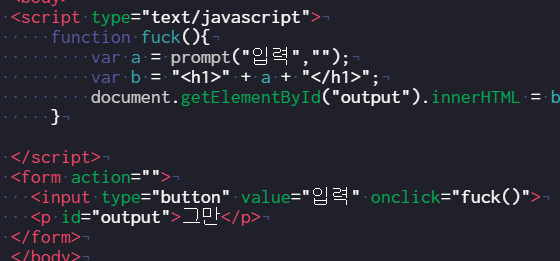 <body>
<script type="text/javascript">
function fuck(){
var a = prompt("입력","");
var b = "<h1>" + a + "</h1>";
document.getElementById("output").innerHTML = b
}
</script>
<form action="">
<input type="button" value="입력" onclick="fuck()">
<p id="output">그만</p>
</form>
</body>